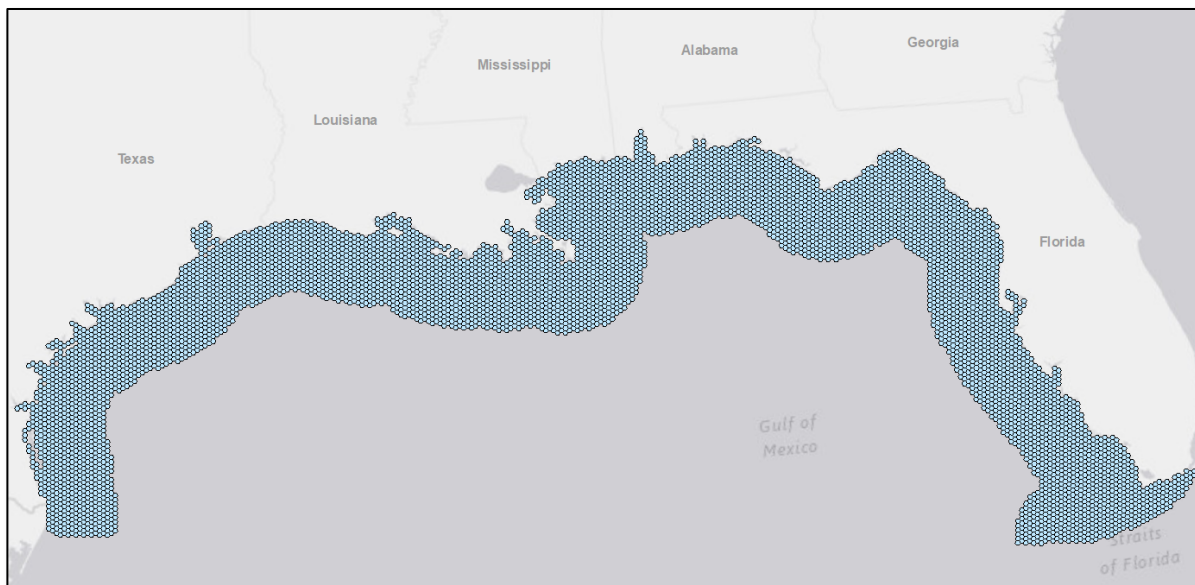 Georgia
Alabama
Mississippi
Louisiana
Texas
Florida
Gulf of
Mexico
Straits
of Florida